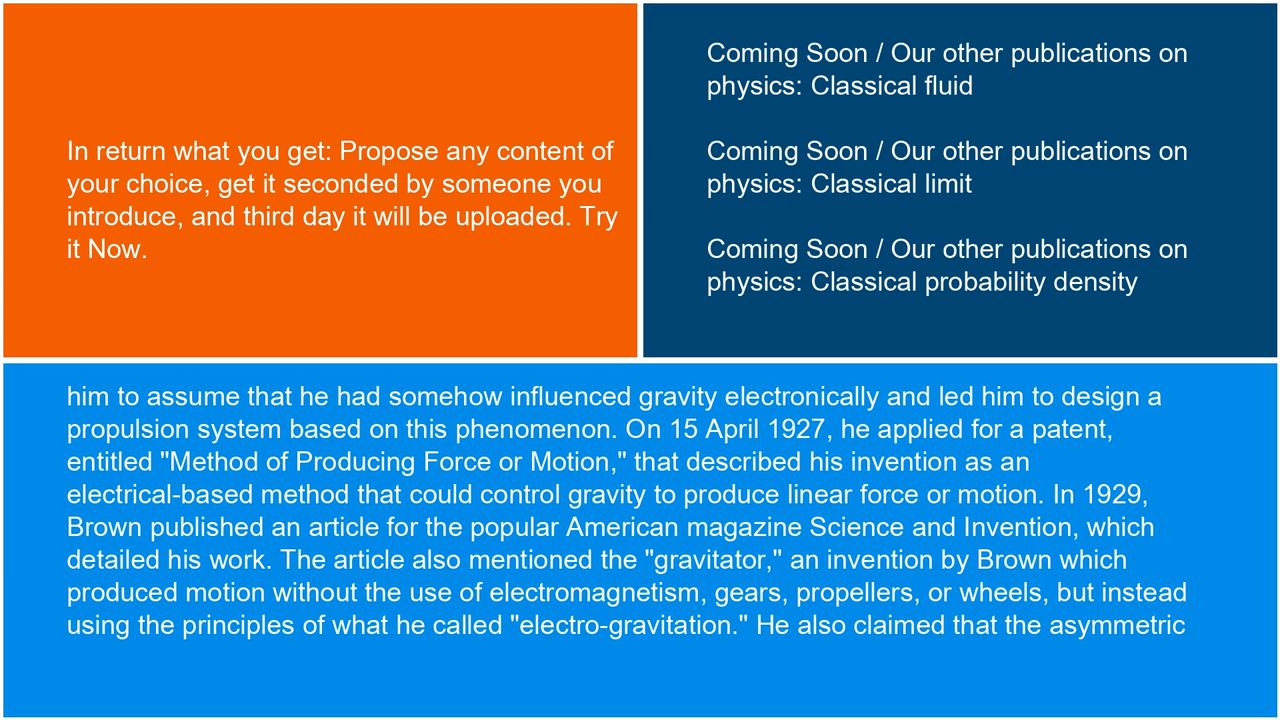 In return what you get: Propose any content of
your choice, get it seconded by someone you
introduce, and third day it will be uploaded. Try
it Now.
Coming Soon / Our other publications on
physics: Classical fluid
Coming Soon / Our other publications on
physics: Classical limit
Coming Soon / Our other publications on
physics: Classical probability density
him to assume that he had somehow influenced gravity electronically and led him to design a
propulsion system based on this phenomenon. On 15 April 1927, he applied for a patent,
entitled "Method of Producing Force or Motion," that described his invention as an
electrical-based method that could control gravity to produce linear force or motion. In 1929,
Brown published an article for the popular American magazine Science and Invention, which
detailed his work. The article also mentioned the "gravitator," an invention by Brown which
produced motion without the use of electromagnetism, gears, propellers, or wheels, but instead
using the principles of what he called "electro-gravitation." He also claimed that the asymmetric